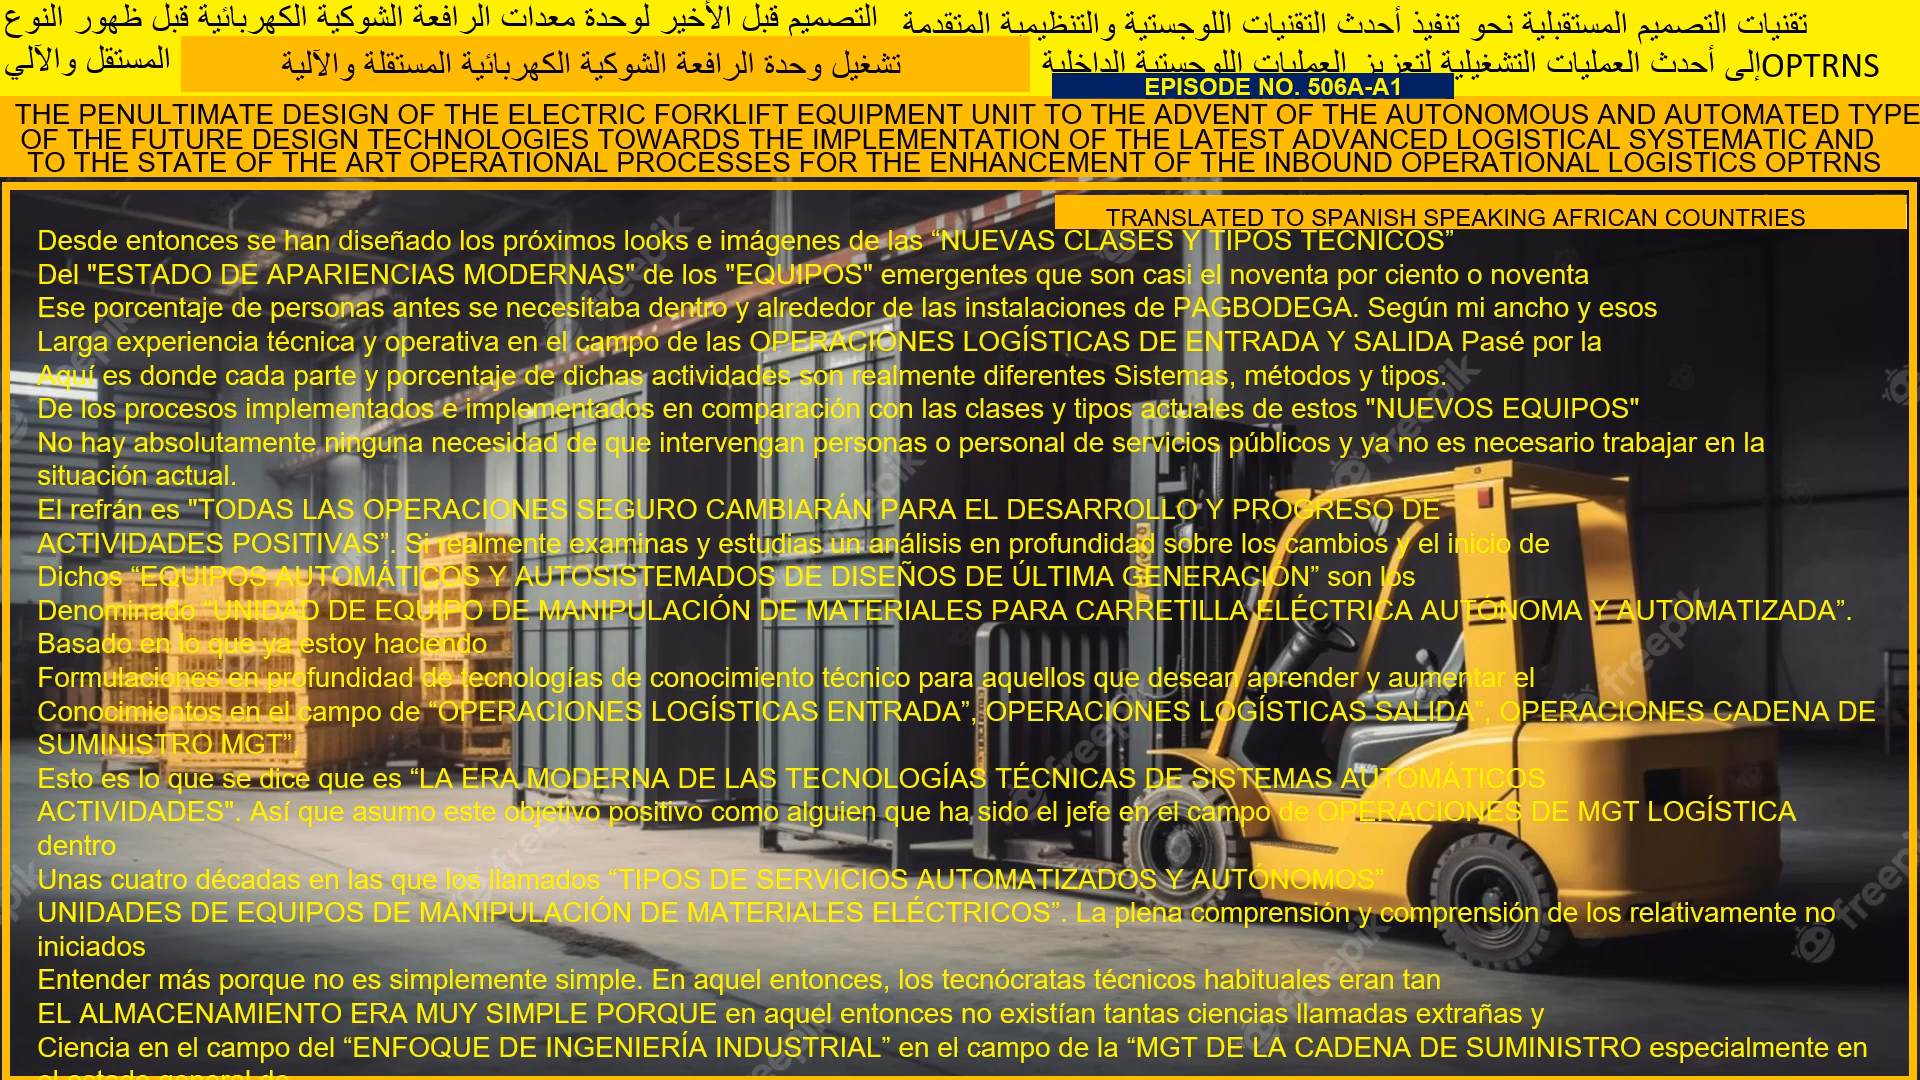 تقنيات التصميم المستقبلية نحو تنفيذ أحدث التقنيات اللوجستية والتنظيمية المتقدمة
التصميم قبل الأخير لوحدة معدات الرافعة الشوكية الكهربائية قبل ظهور النوع
OPTRNSإلى أحدث العمليات التشغيلية لتعزيز العمليات اللوجستية الداخلية
تشغيل وحدة الرافعة الشوكية الكهربائية المستقلة والآلية
المستقل والآلي
EPISODE NO. 506A-A1
THE PENULTIMATE DESIGN OF THE ELECTRIC FORKLIFT EQUIPMENT UNIT TO THE ADVENT OF THE AUTONOMOUS AND AUTOMATED TYPE
OF THE FUTURE DESIGN TECHNOLOGIES TOWARDS THE IMPLEMENTATION OF THE LATEST ADVANCED LOGISTICAL SYSTEMATIC AND
TO THE STATE OF THE ART OPERATIONAL PROCESSES FOR THE ENHANCEMENT OF THE INBOUND OPERATIONAL LOGISTICS OPTRNS
TRANSLATED TO SPANISH SPEAKING AFRICAN COUNTRIES
Desde entonces se han diseñado los próximos looks e imágenes de las “NUEVAS CLASES Y TIPOS TÉCNICOS”
Del "ESTADO DE APARIENCIAS MODERNAS" de los "EQUIPOS" emergentes que son casi el noventa por ciento o noventa
Ese porcentaje de personas antes se necesitaba dentro y alrededor de las instalaciones de PAGBODEGA. Según mi ancho y esos
Larga experiencia técnica y operativa en el campo de las OPERACIONES LOGÍSTICAS DE ENTRADA Y SALIDA Pasé por la
Aquí es donde cada parte y porcentaje de dichas actividades son realmente diferentes Sistemas, métodos y tipos.
De los procesos implementados e implementados en comparación con las clases y tipos actuales de estos "NUEVOS EQUIPOS"
No hay absolutamente ninguna necesidad de que intervengan personas o personal de servicios públicos y ya no es necesario trabajar en la
situación actual.
El refrán es "TODAS LAS OPERACIONES SEGURO CAMBIARÁN PARA EL DESARROLLO Y PROGRESO DE
ACTIVIDADES POSITIVAS”. Si realmente examinas y estudias un análisis en profundidad sobre los cambios y el inicio de
Dichos “EQUIPOS AUTOMÁTICOS Y AUTOSISTEMADOS DE DISEÑOS DE ÚLTIMA GENERACIÓN” son los
Denominado “UNIDAD DE EQUIPO DE MANIPULACIÓN DE MATERIALES PARA CARRETILLA ELÉCTRICA AUTÓNOMA Y AUTOMATIZADA”.
Basado en lo que ya estoy haciendo
Formulaciones en profundidad de tecnologías de conocimiento técnico para aquellos que desean aprender y aumentar el
Conocimientos en el campo de “OPERACIONES LOGÍSTICAS ENTRADA”, OPERACIONES LOGÍSTICAS SALIDA”, OPERACIONES CADENA DE
SUMINISTRO MGT”,
Esto es lo que se dice que es “LA ERA MODERNA DE LAS TECNOLOGÍAS TÉCNICAS DE SISTEMAS AUTOMÁTICOS
ACTIVIDADES". Así que asumo este objetivo positivo como alguien que ha sido el jefe en el campo de OPERACIONES DE MGT LOGÍSTICA
dentro
Unas cuatro décadas en las que los llamados “TIPOS DE SERVICIOS AUTOMATIZADOS Y AUTÓNOMOS”
UNIDADES DE EQUIPOS DE MANIPULACIÓN DE MATERIALES ELÉCTRICOS”. La plena comprensión y comprensión de los relativamente no
iniciados
Entender más porque no es simplemente simple. En aquel entonces, los tecnócratas técnicos habituales eran tan
EL ALMACENAMIENTO ERA MUY SIMPLE PORQUE en aquel entonces no existían tantas ciencias llamadas extrañas y
Ciencia en el campo del “ENFOQUE DE INGENIERÍA INDUSTRIAL” en el campo de la “MGT DE LA CADENA DE SUMINISTRO especialmente en
el estado general de